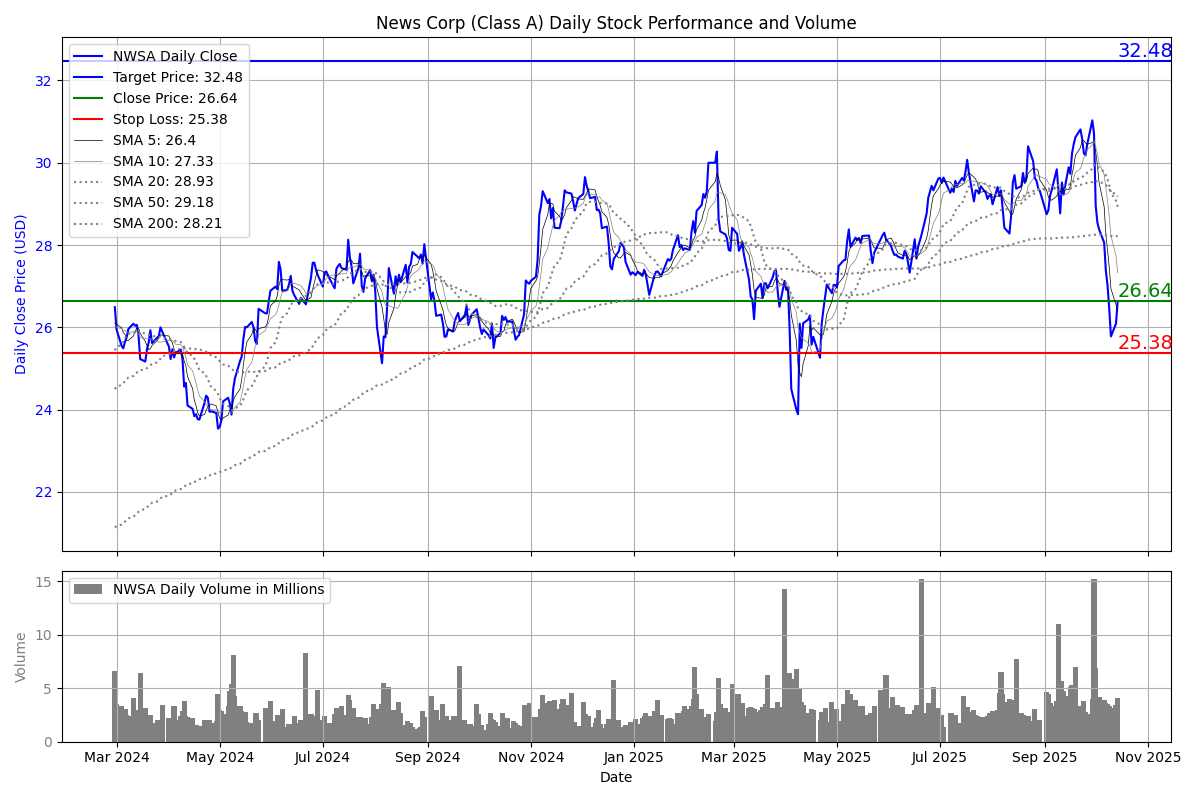 News Corp (Class A) Daily Stock Performance and Volume
NWSA Daily Close
Target Price: 32.48
Close Price: 26.64
Stop Loss: 25.38
SMA 5: 26.4
SMA 10: 27.33
SMA 20: 28.93
SMA 50: 29.18
SMA 200: 28.21
32.48
26.64
25.38
Daily Close Price (USD)
32
30
28
26
24
22
NWSA Daily Volume in Millions
Volume
15
10
5
0
Mar 2024 May 2024 Jul 2024 Sep 2024 Nov 2024 Jan 2025 Mar 2025 May 2025 Jul 2025 Sep 2025 Nov 2025
Date